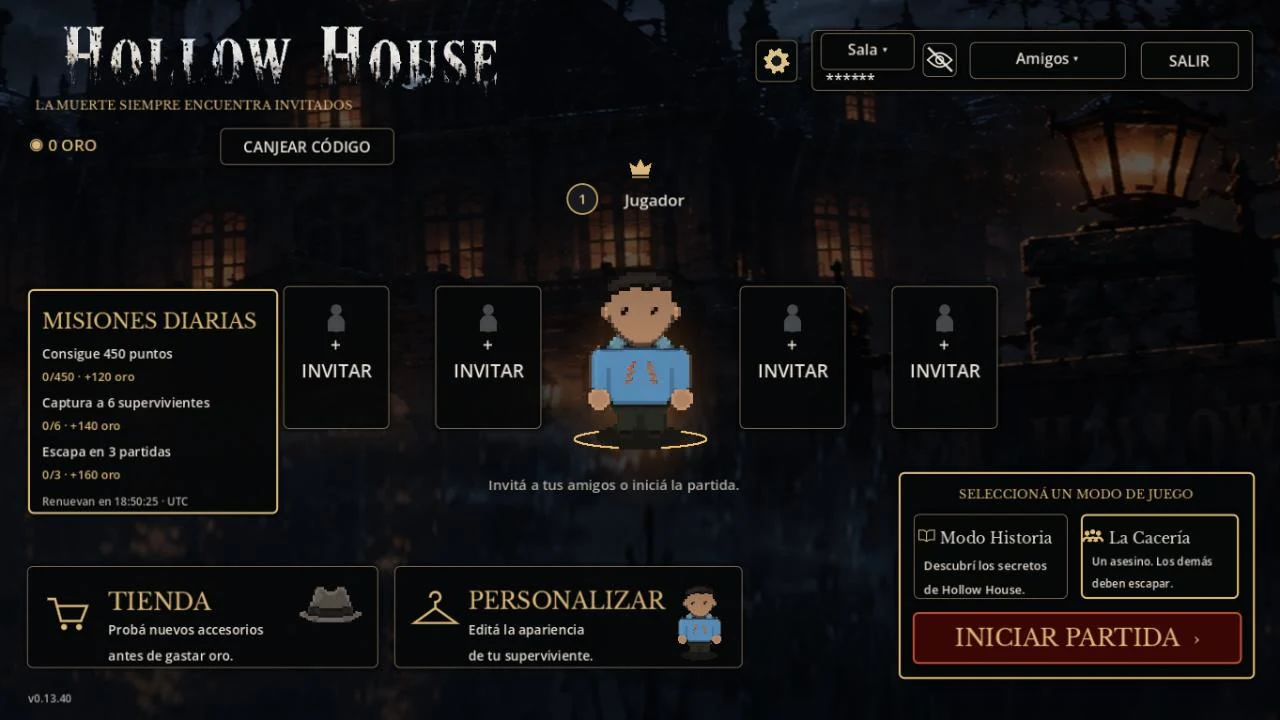 HOLLOW HOUSE
LA MUERTE SIEMPRE ENCUENTRA INVITADOS
Sala ▾
******
Amigos ▾
SALIR
0 ORO
CANJEAR CÓDIGO
1
Jugador
MISIONES DIARIAS
Consigue 450 puntos
0/450 · +120 oro
Captura a 6 supervivientes
0/6 · +140 oro
Escapa en 3 partidas
0/3 · +160 oro
Renuevan en 18:50:25 · UTC
+
INVITAR
+
INVITAR
+
INVITAR
+
INVITAR
Invitá a tus amigos o iniciá la partida.
SELECCIONÁ UN MODO DE JUEGO
Modo Historia
Descubrí los secretos
de Hollow House.
La Cacería
Un asesino. Los demás
deben escapar.
INICIAR PARTIDA ›
TIENDA
Probá nuevos accesorios
antes de gastar oro.
PERSONALIZAR
Editá la apariencia
de tu superviviente.
v0.13.40